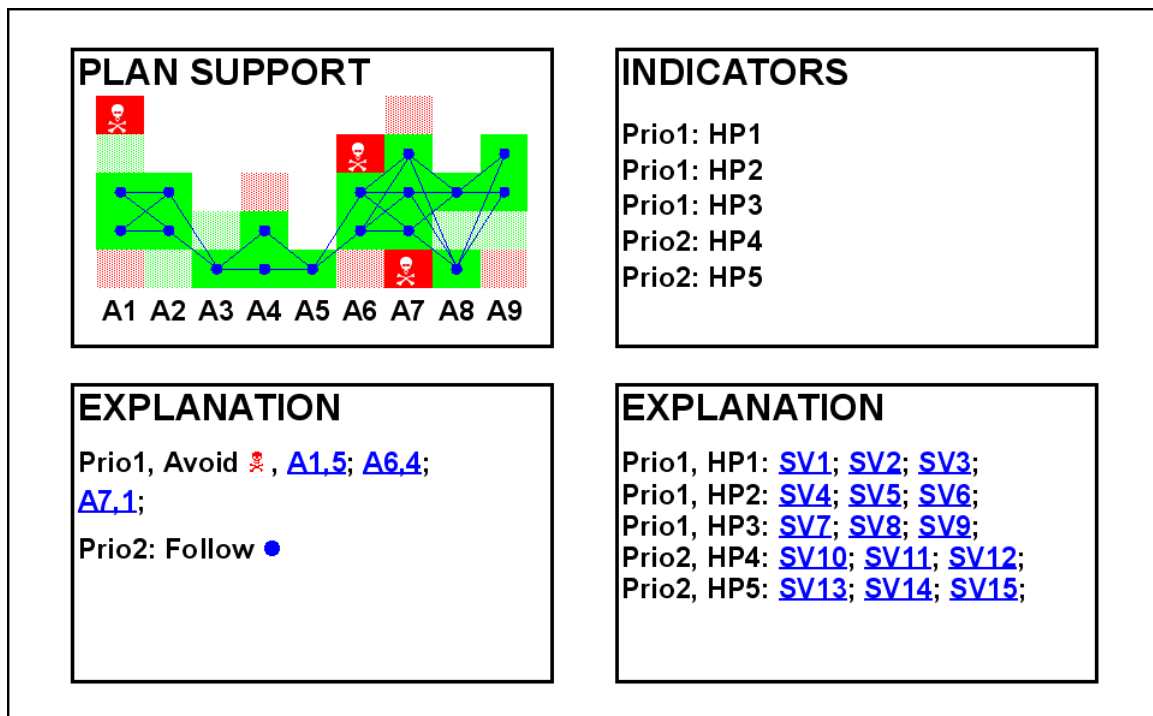 PLAN SUPPORT
A1 A2 A3 A4 A5 A6 A7 A8 A9
INDICATORS
Prio1: HP1
Prio1: HP2
Prio1: HP3
Prio2: HP4
Prio2: HP5
EXPLANATION
Prio1, Avoid , A1,5; A6,4;
A7,1;
Prio2: Follow
EXPLANATION
Prio1, HP1: SV1; SV2; SV3;
Prio1, HP2: SV4; SV5; SV6;
Prio1, HP3: SV7; SV8; SV9;
Prio2, HP4: SV10; SV11; SV12;
Prio2, HP5: SV13; SV14; SV15;